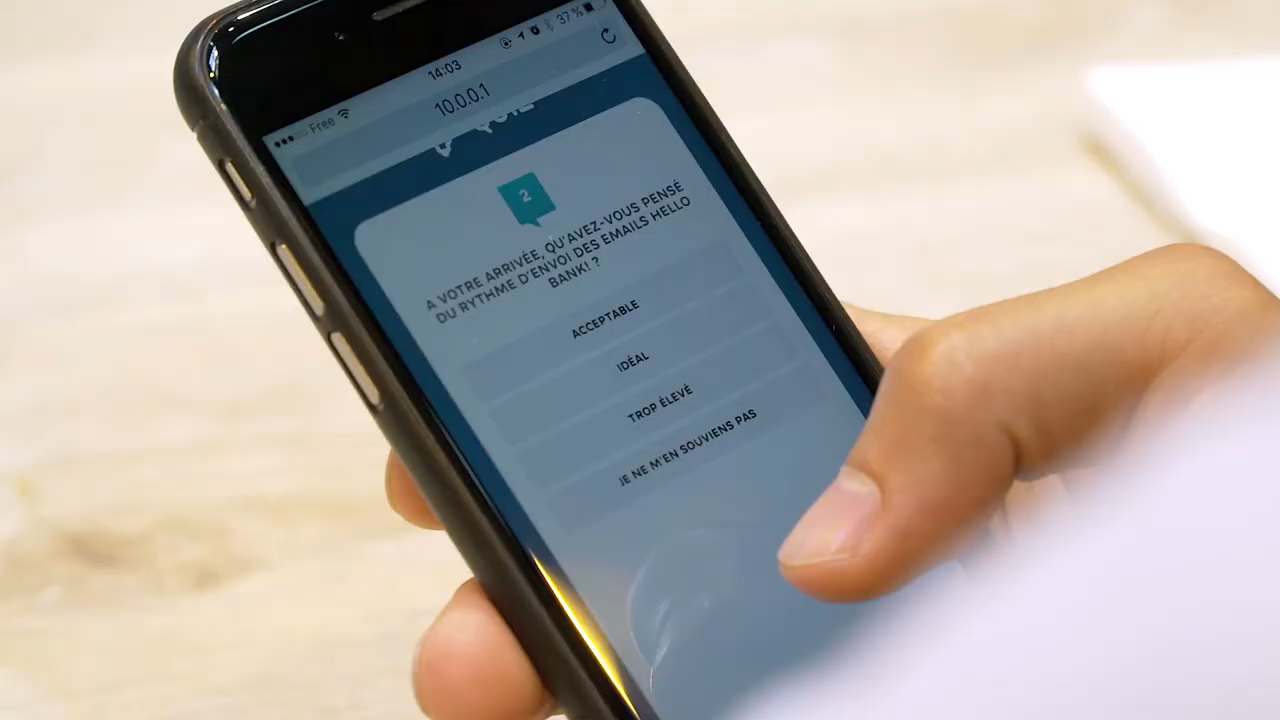 Free 14:03 37 %
10.0.0.1
2
A VOTRE ARRIVÉE, QU'AVEZ-VOUS PENSÉ
DU RYTHME D'ENVOI DES EMAILS HELLO
BANK! ?
ACCEPTABLE
IDÉAL
TROP ÉLEVÉ
JE NE M'EN SOUVIENS PAS